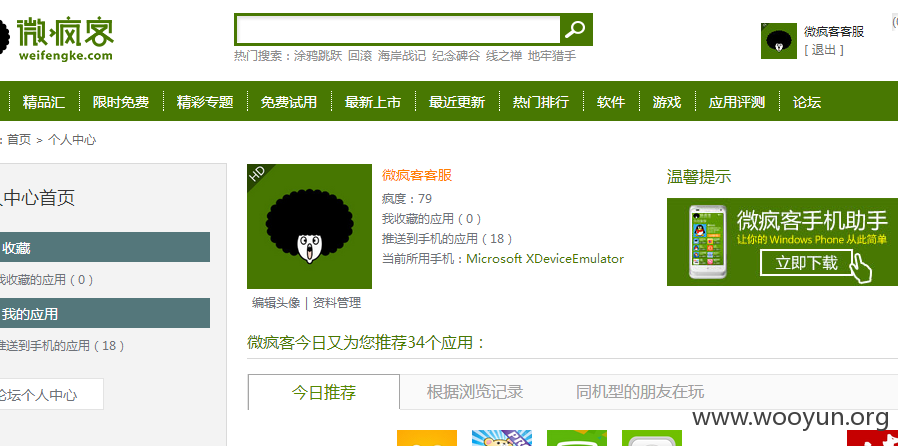 微疯客
weifengke.com
热门搜索：涂鸦跳跃 回滚 海岸战记 纪念碑谷 线之禅 地牢猎手
微疯客客服
[ 退出 ]
精品汇 限时免费 精彩专题 免费试用 最新上市 最近更新 热门排行 软件 游戏 应用评测 论坛
：首页 > 个人中心
人中心首页
收藏
我收藏的应用（0）
我的应用
推送到手机的应用（18）
论坛个人中心
HD
微疯客客服
疯度：79
我收藏的应用（0）
推送到手机的应用（18）
当前所用手机：Microsoft XDeviceEmulator
编辑头像 | 资料管理
温馨提示
微疯客手机助手
让你的 Windows Phone 从此简单
立即下载
微疯客今日又为您推荐34个应用：
今日推荐 根据浏览记录 同机型的朋友在玩
www.wooyun.org